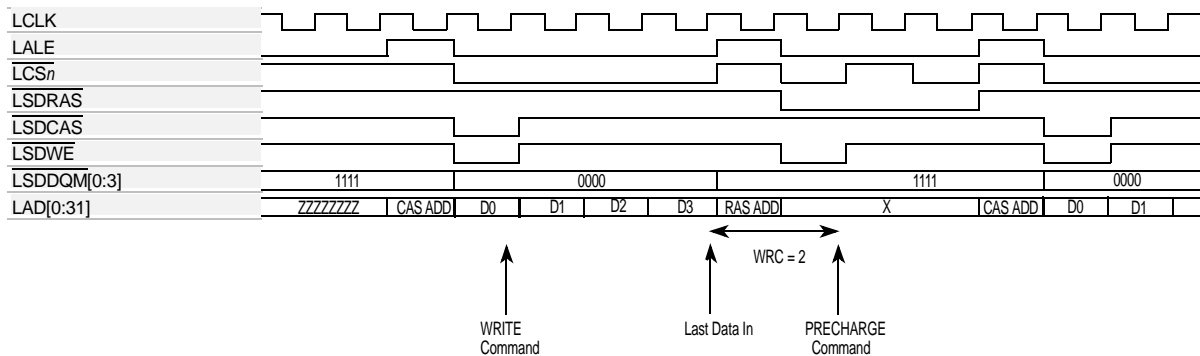 LCLK
LALE
LCSn
LSDRAS
LSDCAS
LSDWE
LSDDQM[0:3] 1111 0000 1111 0000
LAD[0:31] ZZZZZZZZ CAS ADD D0 D1 D2 D3 RAS ADD X CAS ADD D0 D1
WRC = 2
WRITE Last Data In PRECHARGE
Command Command